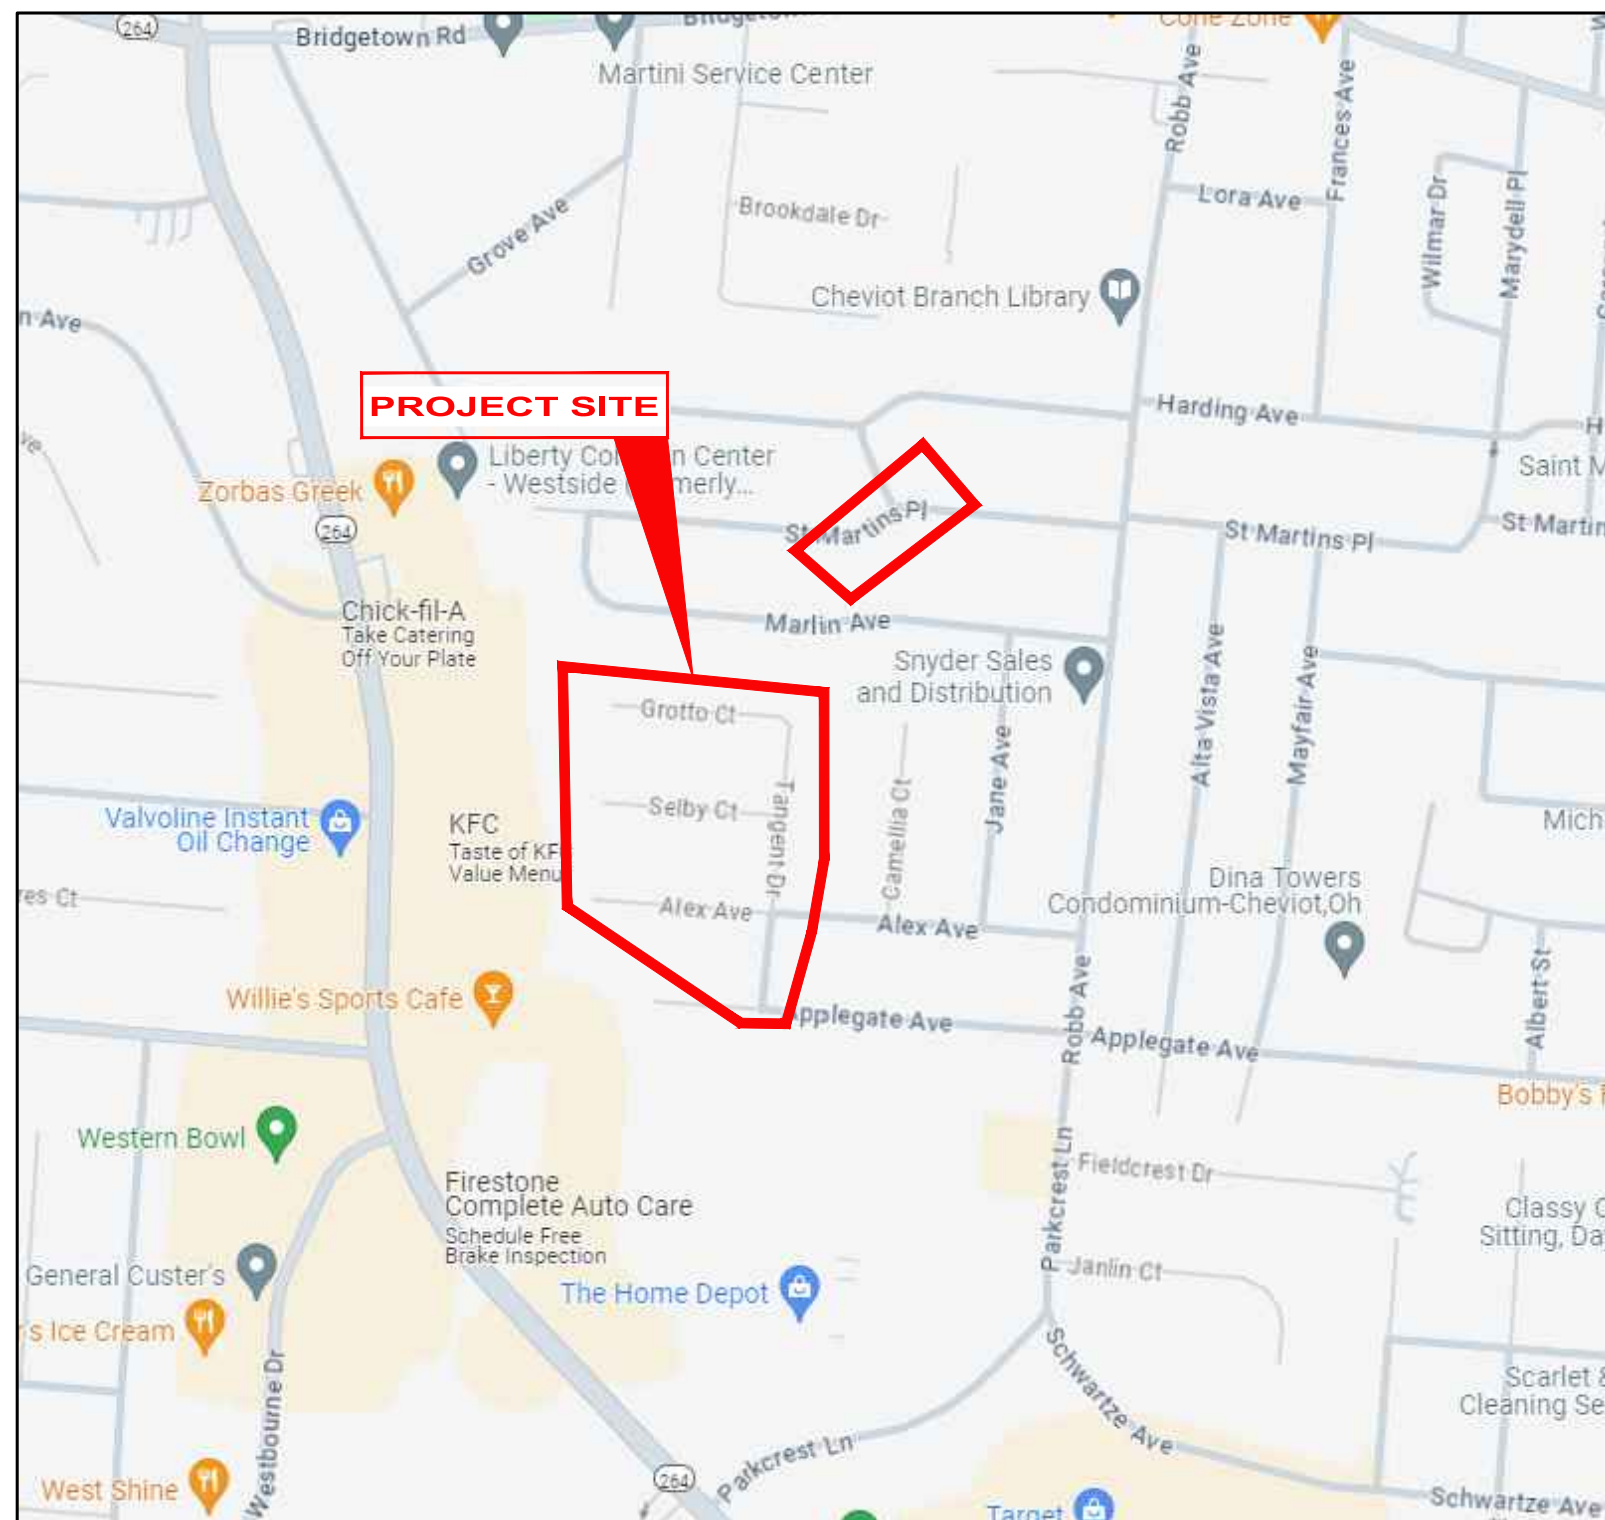 264
Bridgetown Rd
Martini Service Center
Cone Zone
Robb Ave
Frances Ave
Lora Ave
Wilmar Dr
Marydell Pl
Grove Ave
Brookdale Dr
Cheviot Branch Library
n Ave
PROJECT SITE
Harding Ave
H
Saint M
Zorbas Greek
264
- Westside
St Martins Pl
St Martins Pl
St Martin
Chick-fil-A
Take Catering
Off Your Plate
Marlin Ave
Snyder Sales
and Distribution
Grotto Ct
Selby Ct
Tangent Dr
Camellia Ct
Jane Ave
Alta Vista Ave
Mayfair Ave
Valvoline Instant
Oil Change
KFC
Taste of KF
Value Menu
Mich
Dina Towers
Condominium-Cheviot,Oh
res Ct
Alex Ave
Alex Ave
Willie's Sports Cafe
Applegate Ave
Robb Ave
Applegate Ave
Albert St
Bobby's
Western Bowl
Firestone
Complete Auto Care
Schedule Free
Brake Inspection
Parkcrest Ln
Fieldcrest Dr
Classy
Sitting, Da
General Custer's
The Home Depot
Janlin Ct
's Ice Cream
Westbourne Dr
Schwartze Ave
Scarlet &
Cleaning Se
West Shine
264
Parkcrest Ln
Target
Schwartze Ave